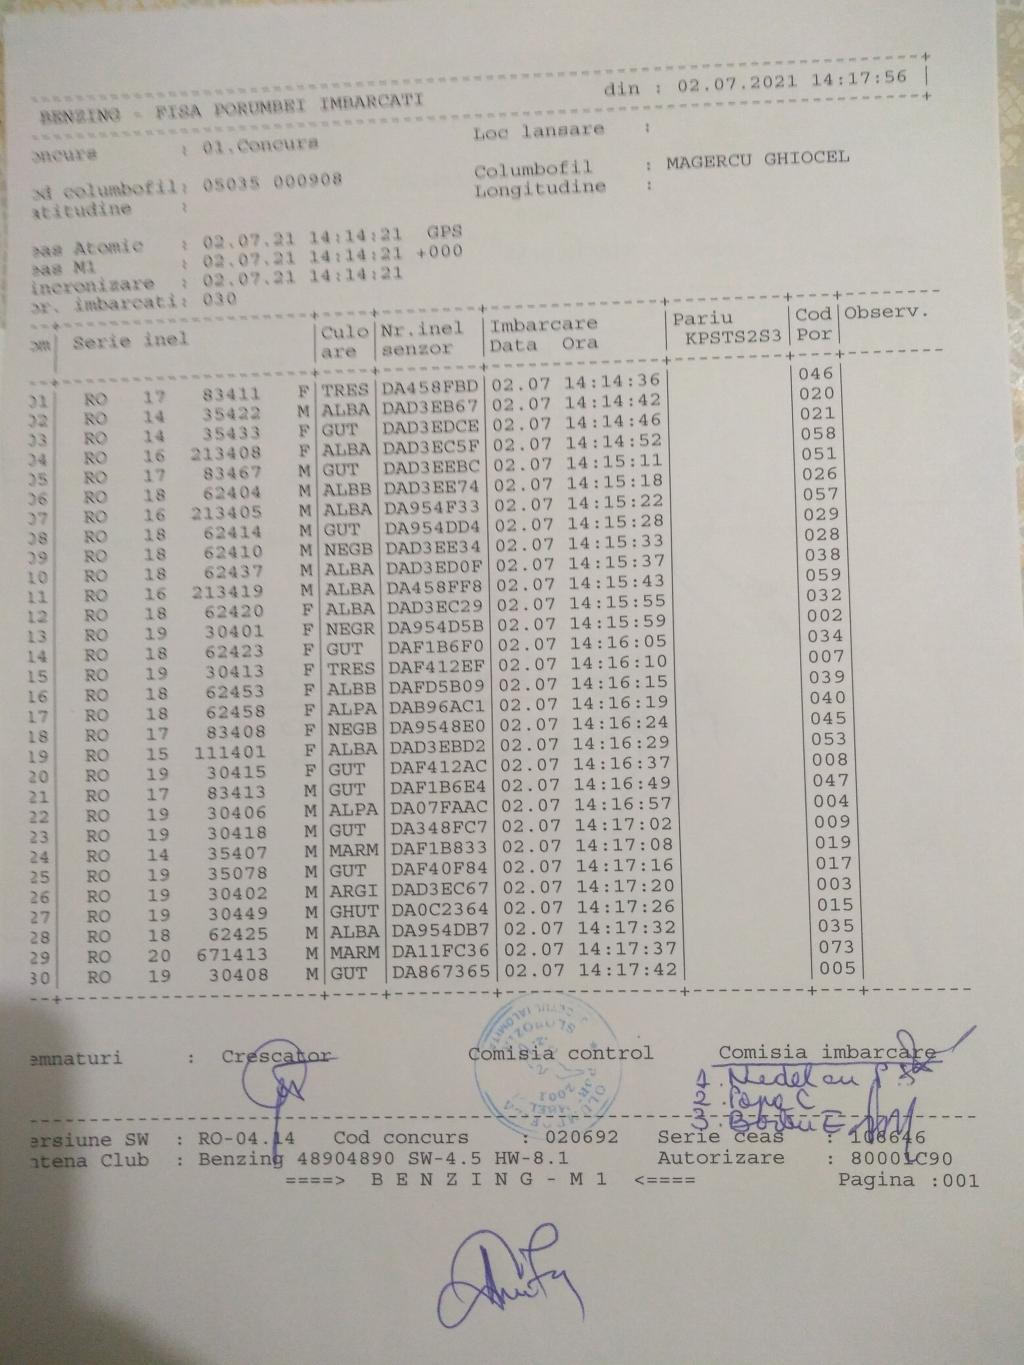 din : 02.07.2021 14:17:56
BENZING - FISA PORUMBEI IMBARCATI
oncurs : 01.Concurs Loc lansare :
od columbofil: 05035 000908 Columbofil : MAGERCU GHIOCEL
atitudine : Longitudine :
eas Atomic : 02.07.21 14:14:21 GPS
eas M1 : 02.07.21 14:14:21 +000
incronizare : 02.07.21 14:14:21
or. imbarcati: 030
om Serie inel Culo Nr.inel Imbarcare Pariu Cod Observ.
are senzor Data Ora KPSTS2S3 Por
01 RO 17 83411 F TRES DA458FBD 02.07 14:14:36 046
02 RO 14 35422 M ALBA DAD3EB67 02.07 14:14:42 020
03 RO 14 35433 F GUT DAD3EDCE 02.07 14:14:46 021
04 RO 16 213408 F ALBA DAD3EC5F 02.07 14:14:52 058
05 RO 17 83467 M GUT DAD3EEBC 02.07 14:15:11 051
06 RO 18 62404 M ALBB DAD3EE74 02.07 14:15:18 026
07 RO 16 213405 M ALBA DA954F33 02.07 14:15:22 057
08 RO 18 62414 M GUT DA954DD4 02.07 14:15:28 029
09 RO 18 62410 M NEGB DAD3EE34 02.07 14:15:33 028
10 RO 18 62437 M ALBA DAD3ED0F 02.07 14:15:37 038
11 RO 16 213419 M ALBA DA458FF8 02.07 14:15:43 059
12 RO 18 62420 F ALBA DAD3EC29 02.07 14:15:55 032
13 RO 19 30401 F NEGR DA954D5B 02.07 14:15:59 002
14 RO 18 62423 F GUT DAF1B6F0 02.07 14:16:05 034
15 RO 19 30413 F TRES DAF412EF 02.07 14:16:10 007
16 RO 18 62453 F ALBB DAFD5B09 02.07 14:16:15 039
17 RO 18 62458 F ALPA DAB96AC1 02.07 14:16:19 040
18 RO 17 83408 F NEGB DA9548E0 02.07 14:16:24 045
19 RO 15 111401 F ALBA DAD3EBD2 02.07 14:16:29 053
20 RO 19 30415 F GUT DAF412AC 02.07 14:16:37 008
21 RO 17 83413 M GUT DAF1B6E4 02.07 14:16:49 047
22 RO 19 30406 M ALPA DA07FAAC 02.07 14:16:57 004
23 RO 19 30418 M GUT DA348FC7 02.07 14:17:02 009
24 RO 14 35407 M MARM DAF1B833 02.07 14:17:08 019
25 RO 19 35078 M GUT DAF40F84 02.07 14:17:16 017
26 RO 19 30402 M ARGI DAD3EC67 02.07 14:17:20 003
27 RO 19 30449 M GHUT DA0C2364 02.07 14:17:26 015
28 RO 18 62425 M ALBA DA954DB7 02.07 14:17:32 035
29 RO 20 671413 M MARM DA11FC36 02.07 14:17:37 073
30 RO 19 30408 M GUT DA867365 02.07 14:17:42 005
emnaturi : Crescator Comisia control Comisia imbarcare
1.
2. Popa C
3.
ersiune SW : RO-04.14 Cod concurs : 020692 Serie ceas : 108646
ntena Club : Benzing 48904890 SW-4.5 HW-8.1 Autorizare : 80001C90
====> B E N Z I N G - M 1 <==== Pagina :001